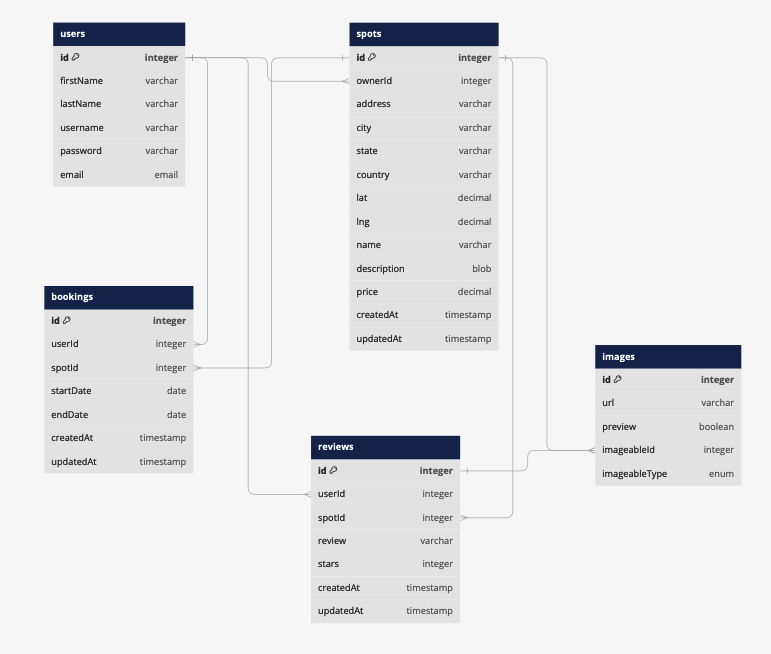 users
id integer
firstName varchar
lastName varchar
username varchar
password varchar
email email
spots
id integer
ownerId integer
address varchar
city varchar
state varchar
country varchar
lat decimal
lng decimal
name varchar
description blob
price decimal
createdAt timestamp
updatedAt timestamp
bookings
id integer
userId integer
spotId integer
startDate date
endDate date
createdAt timestamp
updatedAt timestamp
images
id integer
url varchar
preview boolean
imageableId integer
imageableType enum
reviews
id integer
userId integer
spotId integer
review varchar
stars integer
createdAt timestamp
updatedAt timestamp